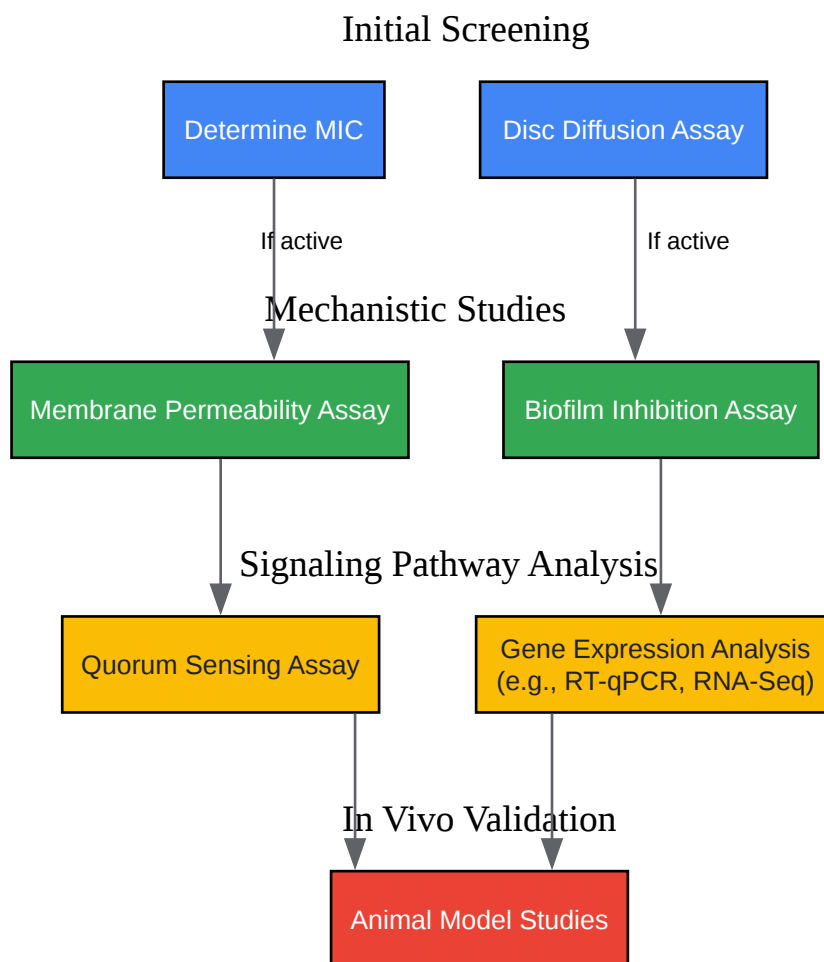 Initial Screening
Determine MIC
Disc Diffusion Assay
If active
If active
Mechanistic Studies
Membrane Permeability Assay
Biofilm Inhibition Assay
Signaling Pathway Analysis
Quorum Sensing Assay
Gene Expression Analysis
(e.g., RT-qPCR, RNA-Seq)
In Vivo Validation
Animal Model Studies